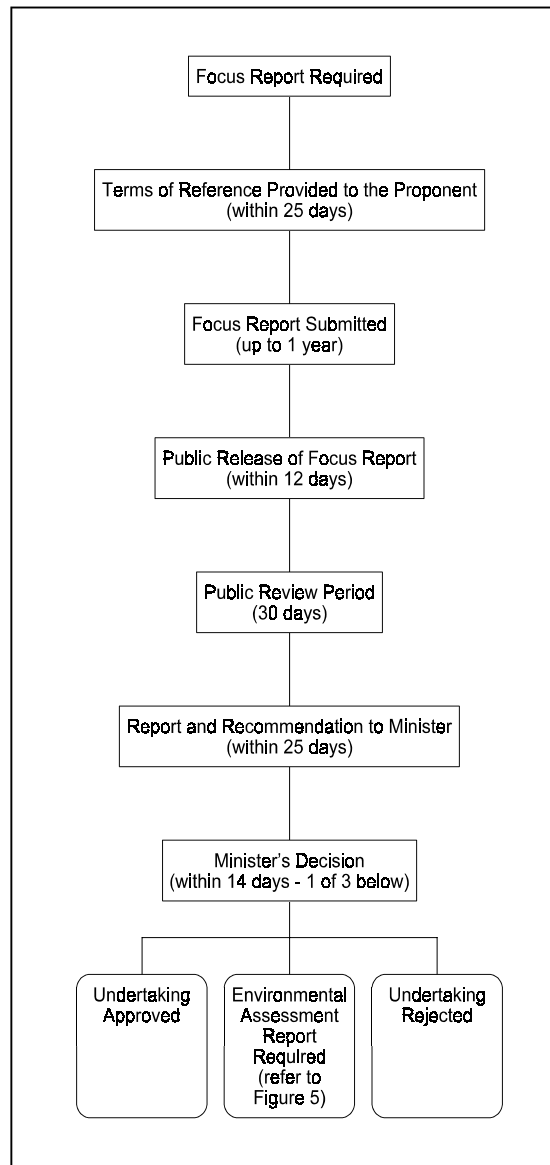 Focus Report Required
Terms of Reference Provided to the Proponent
(within 25 days)
Focus Report Submitted
(up to 1 year)
Public Release of Focus Report
(within 12 days)
Public Review Period
(30 days)
Report and Recommendation to Minister
(within 25 days)
Minister's Decision
(within 14 days - 1 of 3 below)
Undertaking
Approved
Environmental
Assessment
Report
Required
(refer to
Figure 5)
Undertaking
Rejected